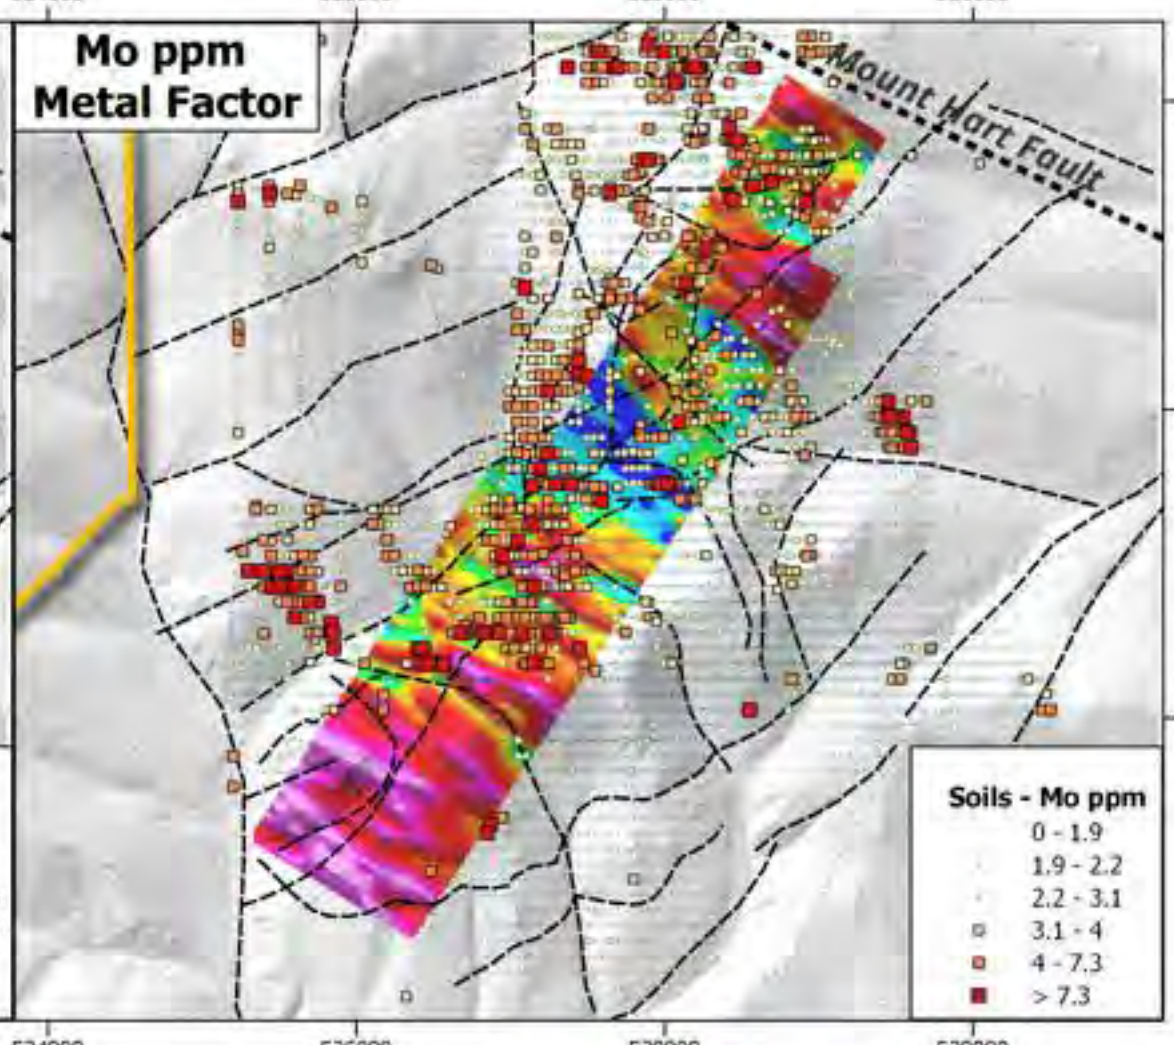 Mo ppm
Metal Factor
Mount Hart Fault
Soils - Mo ppm
0 - 1.9
1.9 - 2.2
2.2 - 3.1
3.1 - 4
4 - 7.3
> 7.3